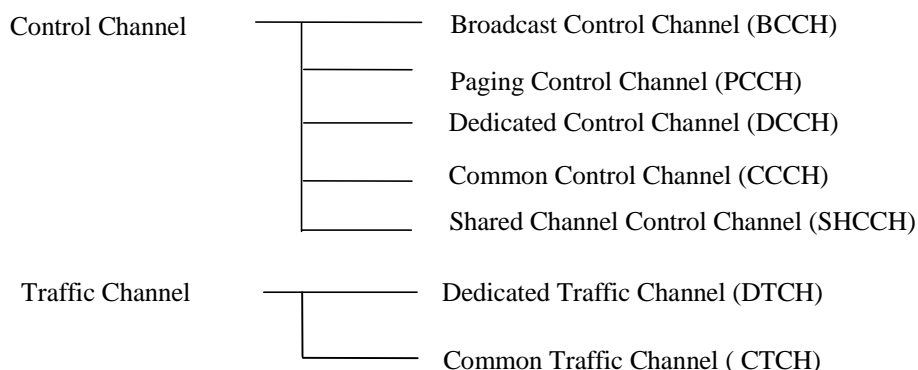 Control Channel
Broadcast Control Channel (BCCH)
Paging Control Channel (PCCH)
Dedicated Control Channel (DCCH)
Common Control Channel (CCCH)
Shared Channel Control Channel (SHCCH)
Traffic Channel
Dedicated Traffic Channel (DTCH)
Common Traffic Channel ( CTCH)